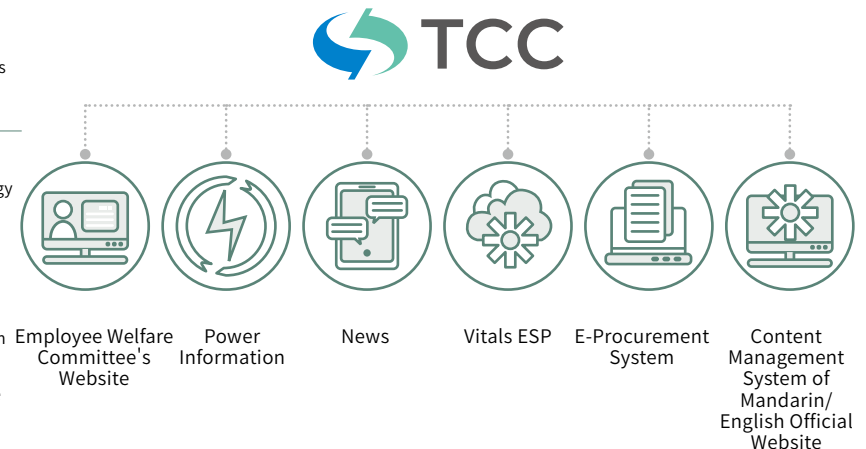 TCC
s
gy
n
Employee Welfare
Committee's
Website
Power
Information
News
Vitals ESP
E-Procurement
System
Content
Management
System of
Mandarin/
English Official
Website